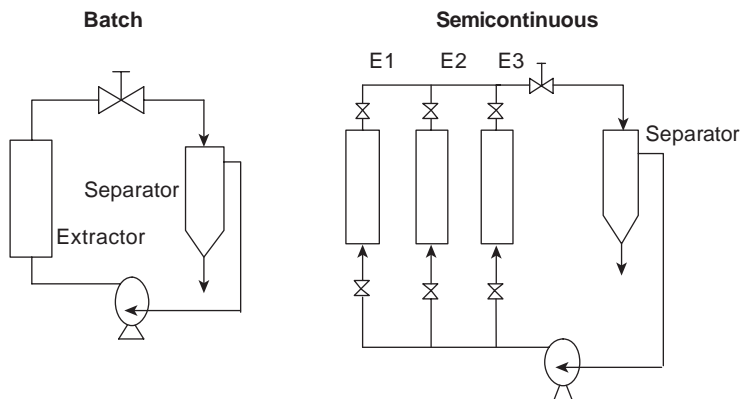 Batch
Semicontinuous
E1 E2 E3
Separator
Separator
Extractor